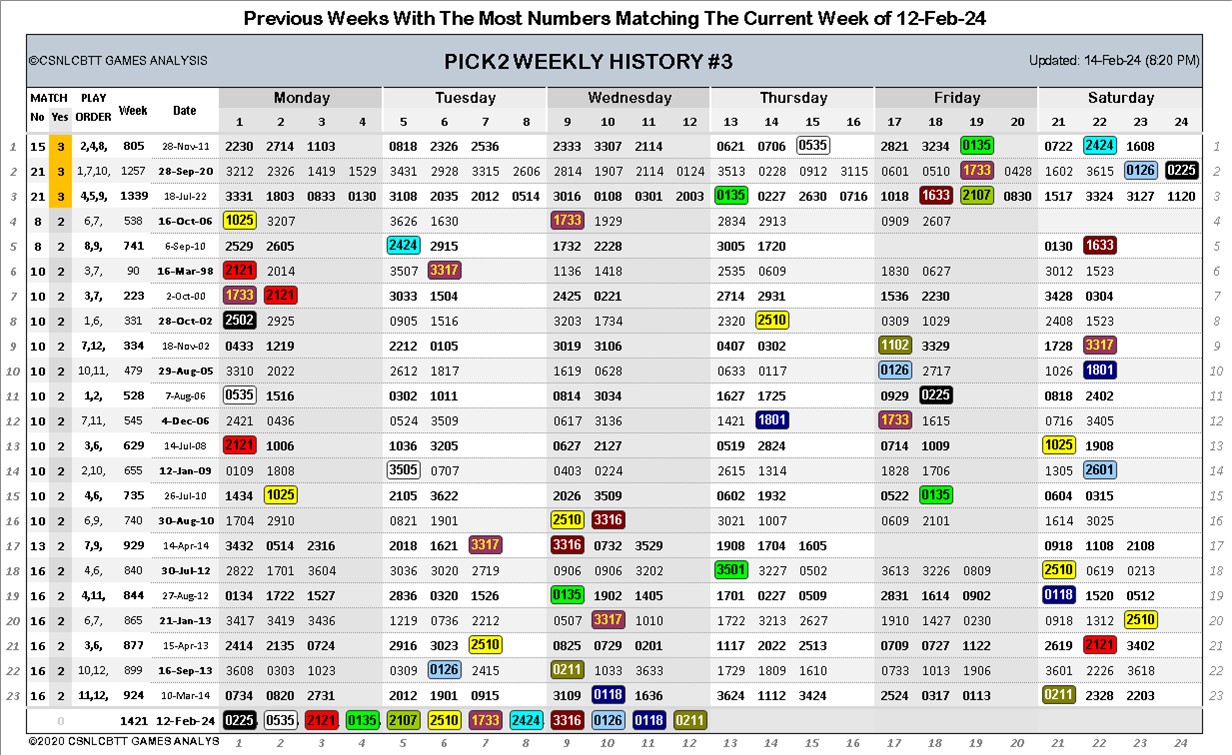 Previous Weeks With The Most Numbers Matching The Current Week of 12-Feb-24
©CSNLCBTT GAMES ANALYSIS PICK2 WEEKLY HISTORY #3 Updated: 14-Feb-24 (8:20 PM)
MATCH PLAY Week Date Monday Tuesday Wednesday Thursday Friday Saturday
No Yes ORDER 1 2 3 4 5 6 7 8 9 10 11 12 13 14 15 16 17 18 19 20 21 22 23 24
1 15 3 2,4,8, 805 28-Nov-11 2230 2714 1103 0818 2326 2536 2333 3307 2114 0621 0706 0535 2821 3234 0135 0722 2424 1608 1
2 21 3 1,7,10, 1257 28-Sep-20 3212 2326 1419 1529 3431 2928 3315 2606 2814 1907 2114 0124 3513 0228 0912 3115 0601 0510 1733 0428 1602 3615 0126 0225 2
3 21 3 4,5,9, 1339 18-Jul-22 3331 1803 0833 0130 3108 2035 2012 0514 3016 0108 0301 2003 0135 0227 2630 0716 1018 1633 2107 0830 1517 3324 3127 1120 3
4 8 2 6,7, 538 16-Oct-06 1025 3207 3626 1630 1733 1929 2834 2913 0909 2607 4
5 8 2 8,9, 741 6-Sep-10 2529 2605 2424 2915 1732 2228 3005 1720 0130 1633 5
6 10 2 3,7, 90 16-Mar-98 2121 2014 3507 3317 1136 1418 2535 0609 1830 0627 3012 1523 6
7 10 2 3,7, 223 2-Oct-00 1733 2121 3033 1504 2425 0221 2714 2931 1536 2230 3428 0304 7
8 10 2 1,6, 331 28-Oct-02 2502 2925 0905 1516 3203 1734 2320 2510 0309 1029 2408 1523 8
9 10 2 7,12, 334 18-Nov-02 0433 1219 2212 0105 3019 3106 0407 0302 1102 3329 1728 3317 9
10 10 2 10,11, 479 29-Aug-05 3310 2022 2612 1817 1619 0628 0633 0117 0126 2717 1026 1801 10
11 10 2 1,2, 528 7-Aug-06 0535 1516 0302 1011 0814 3034 1627 1725 0929 0225 0818 2402 11
12 10 2 7,11, 545 4-Dec-06 2421 0436 0524 3509 0617 3136 1421 1801 1733 1615 0716 3405 12
13 10 2 3,6, 629 14-Jul-08 2121 1006 1036 3205 0627 2127 0519 2824 0714 1009 1025 1908 13
14 10 2 2,10, 655 12-Jan-09 0109 1808 3505 0707 0403 0224 2615 1314 1828 1706 1305 2601 14
15 10 2 4,6, 735 26-Jul-10 1434 1025 2105 3622 2026 3509 0602 1932 0522 0135 0604 0315 15
16 10 2 6,9, 740 30-Aug-10 1704 2910 0821 1901 2510 3316 3021 1007 0609 2101 1614 3025 16
17 13 2 7,9, 929 14-Apr-14 3432 0514 2316 2018 1621 3317 3316 0732 3529 1908 1704 1605 0918 1108 2108 17
18 16 2 4,6, 840 30-Jul-12 2822 1701 3604 3036 3020 2719 0906 0906 3202 3501 3227 0502 3613 3226 0809 2510 0619 0213 18
19 16 2 4,11, 844 27-Aug-12 0134 1722 1527 2836 0320 1526 0135 1902 1405 1701 0227 0509 2831 1614 0902 0118 1520 0512 19
20 16 2 6,7, 865 21-Jan-13 3417 3419 3436 1219 0736 2212 0507 3317 1010 1722 3213 2627 1910 1427 0230 0918 1312 2510 20
21 16 2 3,6, 877 15-Apr-13 2414 2135 0724 2916 3023 2510 0825 0729 0201 1117 2022 2513 0709 0727 1122 2619 2121 3402 21
22 16 2 10,12, 899 16-Sep-13 3608 0303 1023 0309 0126 2415 0211 1033 3633 1729 1809 1610 0733 1013 1906 3601 2226 3618 22
23 16 2 11,12, 924 10-Mar-14 0734 0820 2731 2012 1901 0915 3109 0118 1636 3624 1112 3424 2524 0317 0113 0211 2328 2203 23
0 1421 12-Feb-24 0225, 0535, 2121, 0135, 2107 2510 1733 2424, 3316 0126 0118 0211
©2020 CSNLCBTT GAMES ANALYS 1 2 3 4 5 6 7 8 9 10 11 12 13 14 15 16 17 18 19 20 21 22 23 24